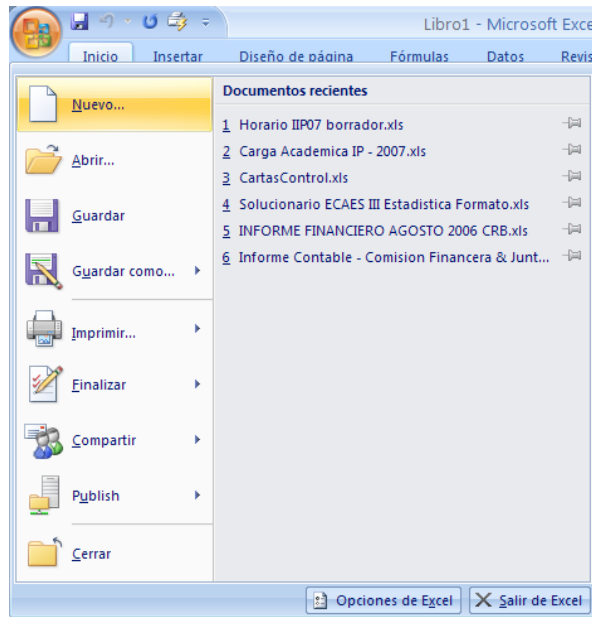 Libro1 - Microsoft Exce
Inicio Insertar Diseño de página Fórmulas Datos Revis
Nuevo...
Abrir...
Guardar
Guardar como...
Imprimir...
Finalizar
Compartir
Publish
Cerrar
Documentos recientes
1 Horario IIP07 borrador.xls
2 Carga Academica IP - 2007.xls
3 CartasControl.xls
4 Solucionario ECAES III Estadistica Formato.xls
5 INFORME FINANCIERO AGOSTO 2006 CRB.xls
6 Informe Contable - Comision Financera & Junt...
Opciones de Excel Salir de Excel